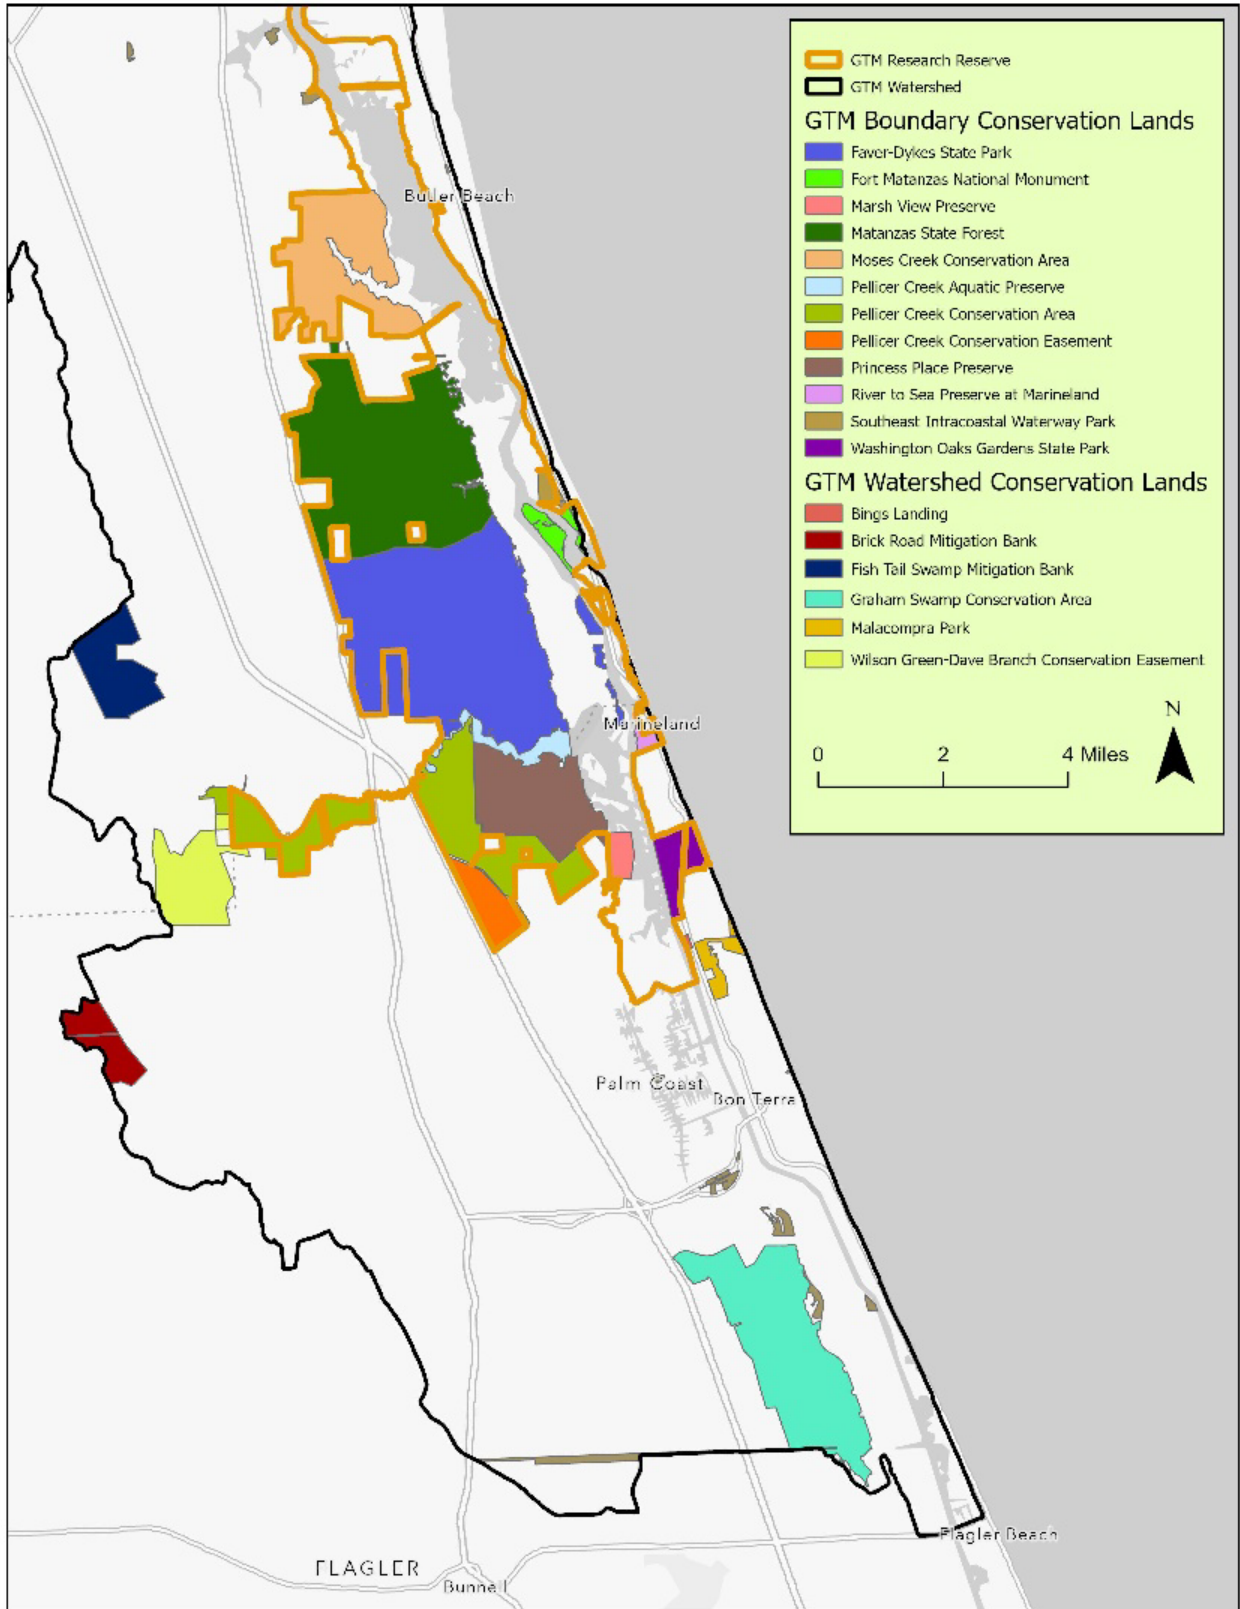 GTM Research Reserve
GTM Watershed
GTM Boundary Conservation Lands
Faver-Dykes State Park
Fort Matanzas National Monument
Marsh View Preserve
Matanzas State Forest
Moses Creek Conservation Area
Pellicer Creek Aquatic Preserve
Pellicer Creek Conservation Area
Pellicer Creek Conservation Easement
Princess Place Preserve
River to Sea Preserve at Marineland
Southeast Intracoastal Waterway Park
Washington Oaks Gardens State Park
GTM Watershed Conservation Lands
Bings Landing
Brick Road Mitigation Bank
Fish Tail Swamp Mitigation Bank
Graham Swamp Conservation Area
Malacompra Park
Wilson Green-Dave Branch Conservation Easement
N
0 2 4 Miles
Butler Beach
Marineland
Palm Coast
Bon Terra
Flagler Beach
FLAGLER
Bunnell